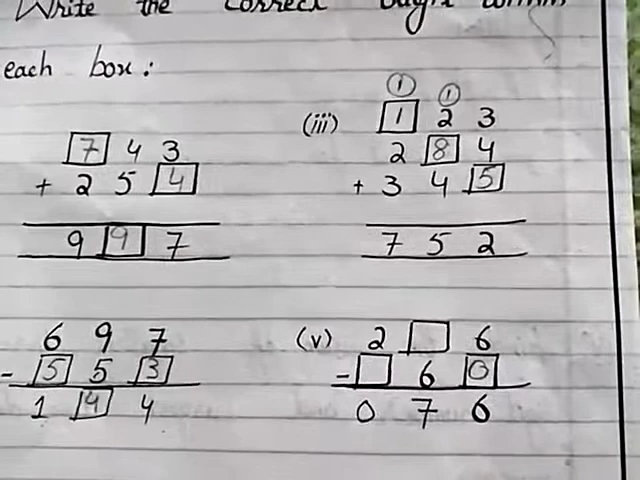 Write the correct digit within
each box:
7 4 3
+ 2 5 4
9 9 7
(iii)
1 1
1 2 3
2 8 4
+ 3 4 5
7 5 2
6 9 7
- 5 5 3
1 4 4
(v)
2 6
- 6 0
0 7 6